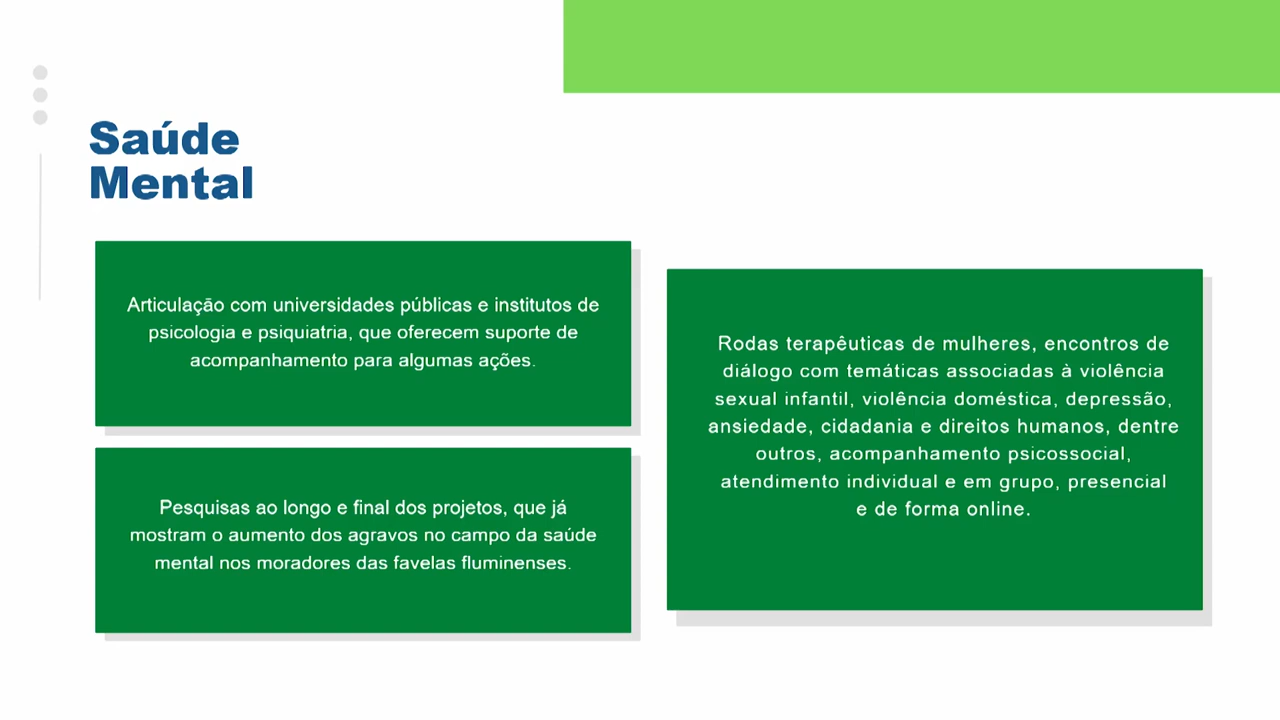 Saúde
Mental
Articulação com universidades públicas e institutos de
psicologia e psiquiatria, que oferecem suporte de
acompanhamento para algumas ações.
Pesquisas ao longo e final dos projetos, que já
mostram o aumento dos agravos no campo da saúde
mental nos moradores das favelas fluminenses.
Rodas terapêuticas de mulheres, encontros de
diálogo com temáticas associadas à violência
sexual infantil, violência doméstica, depressão,
ansiedade, cidadania e direitos humanos, dentre
outros, acompanhamento psicossocial,
atendimento individual e em grupo, presencial
e de forma online.